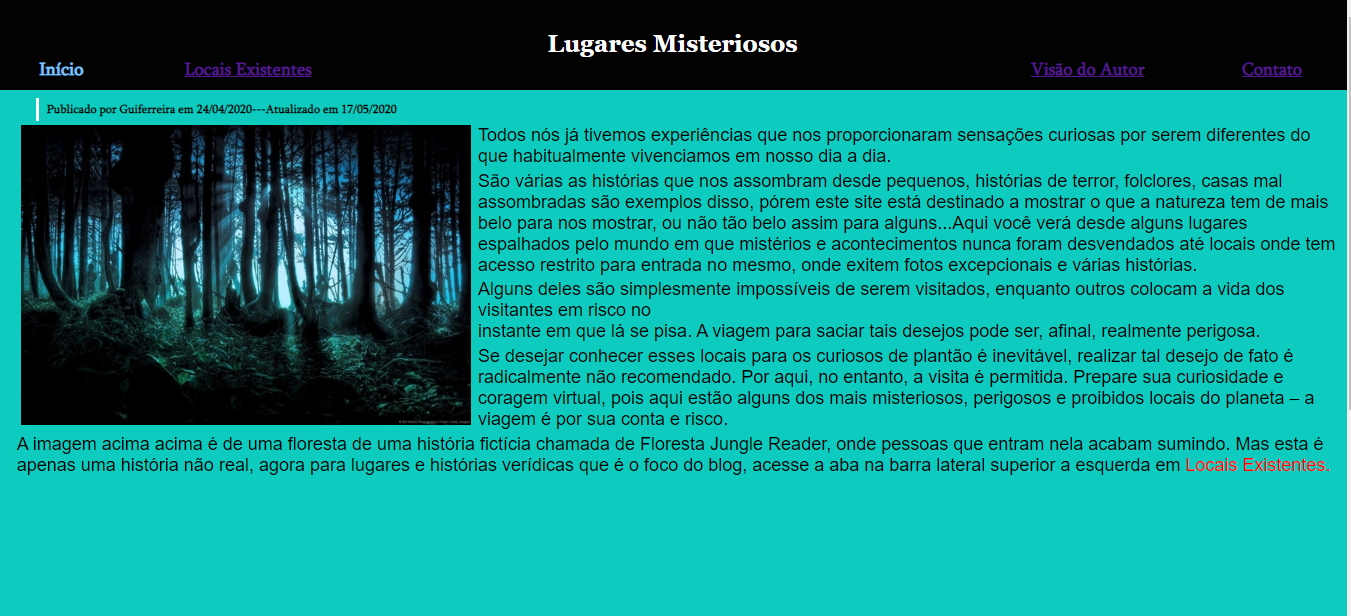 Lugares Misteriosos
Início
Locais Existentes
Visão do Autor
Contato
Publicado por Guiferreira em 24/04/2020---Atualizado em 17/05/2020
Todos nós já tivemos experiências que nos proporcionaram sensações curiosas por serem diferentes do
que habitualmente vivenciamos em nosso dia a dia.
São várias as histórias que nos assombram desde pequenos, histórias de terror, folclores, casas mal
assombradas são exemplos disso, pórem este site está destinado a mostrar o que a natureza tem de mais
belo para nos mostrar, ou não tão belo assim para alguns...Aqui você verá desde alguns lugares
espalhados pelo mundo em que mistérios e acontecimentos nunca foram desvendados até locais onde tem
acesso restrito para entrada no mesmo, onde exitem fotos excepcionais e várias histórias.
Alguns deles são simplesmente impossíveis de serem visitados, enquanto outros colocam a vida dos
visitantes em risco no
instante em que lá se pisa. A viagem para saciar tais desejos pode ser, afinal, realmente perigosa.
Se desejar conhecer esses locais para os curiosos de plantão é inevitável, realizar tal desejo de fato é
radicalmente não recomendado. Por aqui, no entanto, a visita é permitida. Prepare sua curiosidade e
coragem virtual, pois aqui estão alguns dos mais misteriosos, perigosos e proibidos locais do planeta – a
viagem é por sua conta e risco.
A imagem acima acima é de uma floresta de uma história fictícia chamada de Floresta Jungle Reader, onde pessoas que entram nela acabam sumindo. Mas esta é
apenas uma história não real, agora para lugares e histórias verídicas que é o foco do blog, acesse a aba na barra lateral superior a esquerda em Locais Existentes.